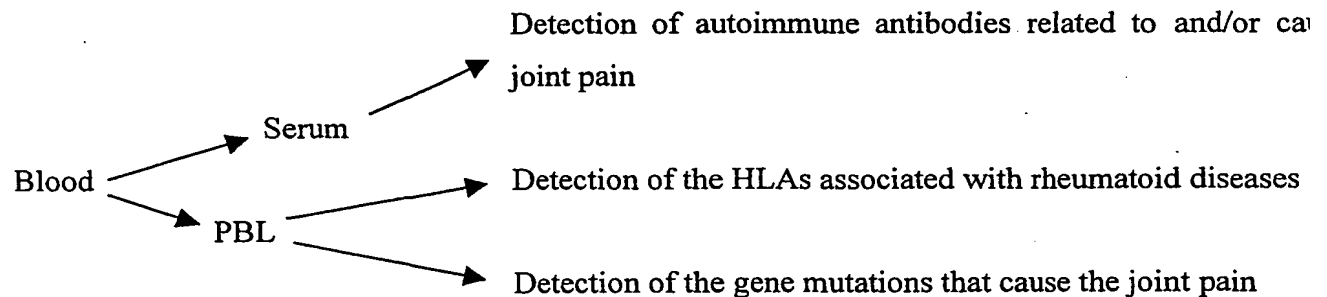 Detection of autoimmune antibodies related to and/or
joint pain
Serum
Blood
Detection of the HLAs associated with rheumatoid diseases
PBL
Detection of the gene mutations that cause the joint pain